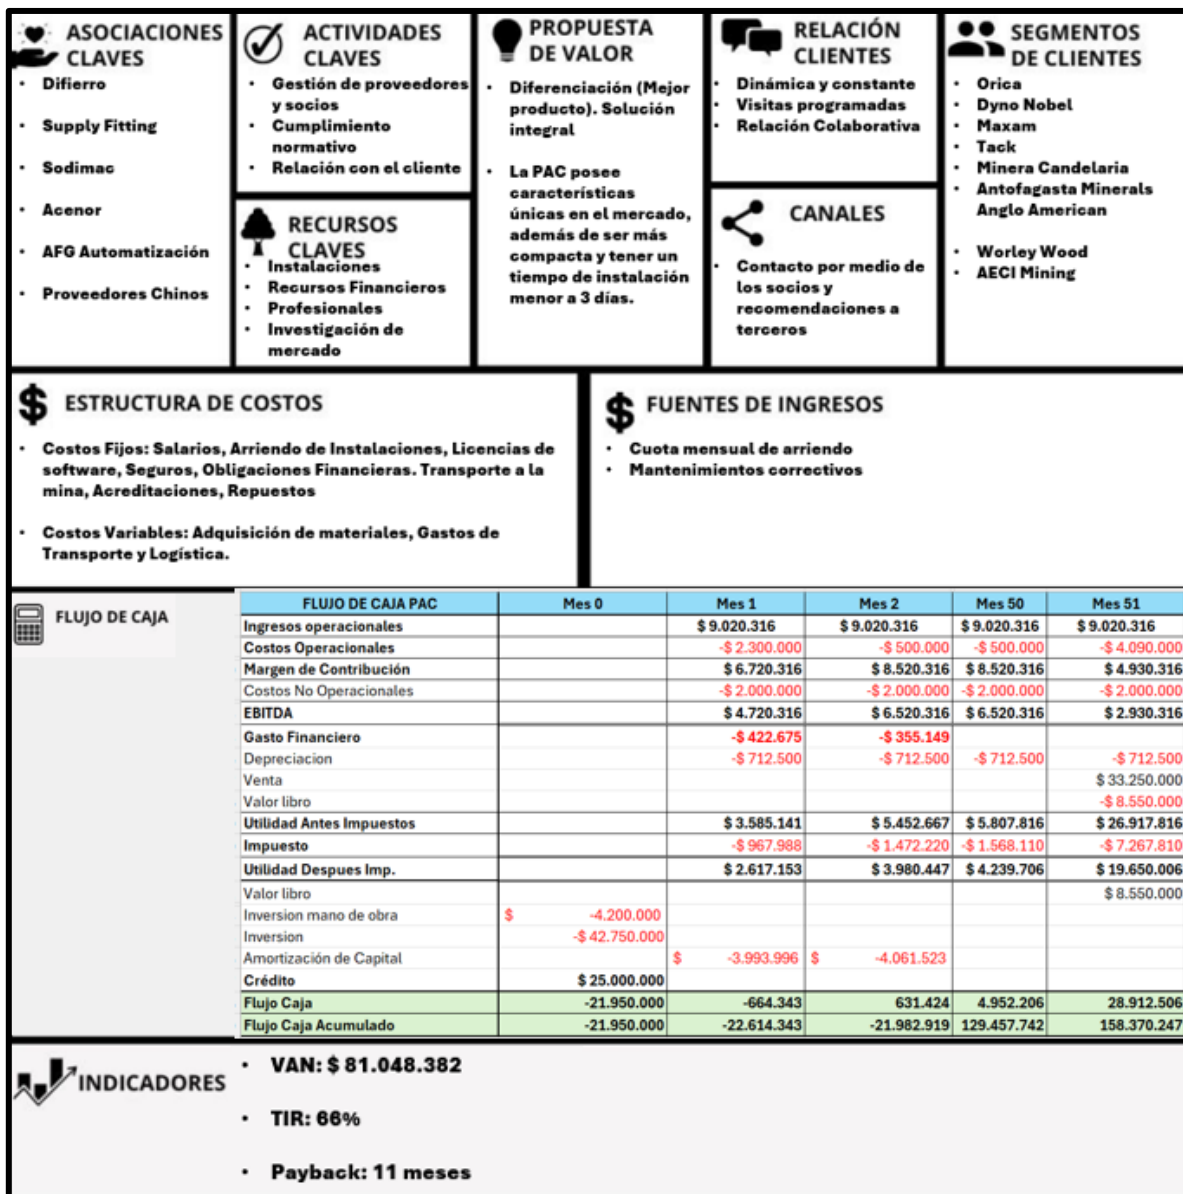 ASOCIACIONES
CLAVES
• Difierro
• Supply Fitting
• Sodimac
• Acenor
• AFG Automatización
• Proveedores Chinos
ACTIVIDADES
CLAVES
• Gestión de proveedores
y socios
• Cumplimiento
normativo
• Relación con el cliente
RECURSOS
CLAVES
• Instalaciones
• Recursos Financieros
• Profesionales
• Investigación de
mercado
PROPUESTA
DE VALOR
• Diferenciación (Mejor
producto). Solución
integral
• La PAC posee
características
únicas en el mercado,
además de ser más
compacta y tener un
tiempo de instalación
menor a 3 días.
RELACIÓN
CLIENTES
• Dinámica y constante
• Visitas programadas
• Relación Colaborativa
CANALES
• Contacto por medio de
los socios y
recomendaciones a
terceros
SEGMENTOS
DE CLIENTES
• Orica
• Dyno Nobel
• Maxam
• Tack
• Minera Candelaria
• Antofagasta Minerals
Anglo American
• Worley Wood
• AECI Mining
$ ESTRUCTURA DE COSTOS
• Costos Fijos: Salarios, Arriendo de Instalaciones, Licencias de
software, Seguros, Obligaciones Financieras. Transporte a la
mina, Acreditaciones, Repuestos
• Costos Variables: Adquisición de materiales, Gastos de
Transporte y Logística.
$ FUENTES DE INGRESOS
• Cuota mensual de arriendo
• Mantenimientos correctivos
FLUJO DE CAJA
FLUJO DE CAJA PAC Mes 0 Mes 1 Mes 2 Mes 50 Mes 51
Ingresos operacionales $ 9.020.316 $ 9.020.316 $ 9.020.316 $ 9.020.316
Costos Operacionales -$ 2.300.000 -$ 500.000 -$ 500.000 -$ 4.090.000
Margen de Contribución $ 6.720.316 $ 8.520.316 $ 8.520.316 $ 4.930.316
Costos No Operacionales -$ 2.000.000 -$ 2.000.000 -$ 2.000.000 -$ 2.000.000
EBITDA $ 4.720.316 $ 6.520.316 $ 6.520.316 $ 2.930.316
Gasto Financiero -$ 422.675 -$ 355.149
Depreciacion -$ 712.500 -$ 712.500 -$ 712.500 -$ 712.500
Venta $ 33.250.000
Valor libro -$ 8.550.000
Utilidad Antes Impuestos $ 3.585.141 $ 5.452.667 $ 5.807.816 $ 26.917.816
Impuesto -$ 967.988 -$ 1.472.220 -$ 1.568.110 -$ 7.267.810
Utilidad Despues Imp. $ 2.617.153 $ 3.980.447 $ 4.239.706 $ 19.650.006
Valor libro $ 8.550.000
Inversion mano de obra $ -4.200.000
Inversion -$ 42.750.000
Amortización de Capital $ -3.993.996 $ -4.061.523
Crédito $ 25.000.000
Flujo Caja -21.950.000 -664.343 631.424 4.952.206 28.912.506
Flujo Caja Acumulado -21.950.000 -22.614.343 -21.982.919 129.457.742 158.370.247
INDICADORES
• VAN: $ 81.048.382
• TIR: 66%
• Payback: 11 meses